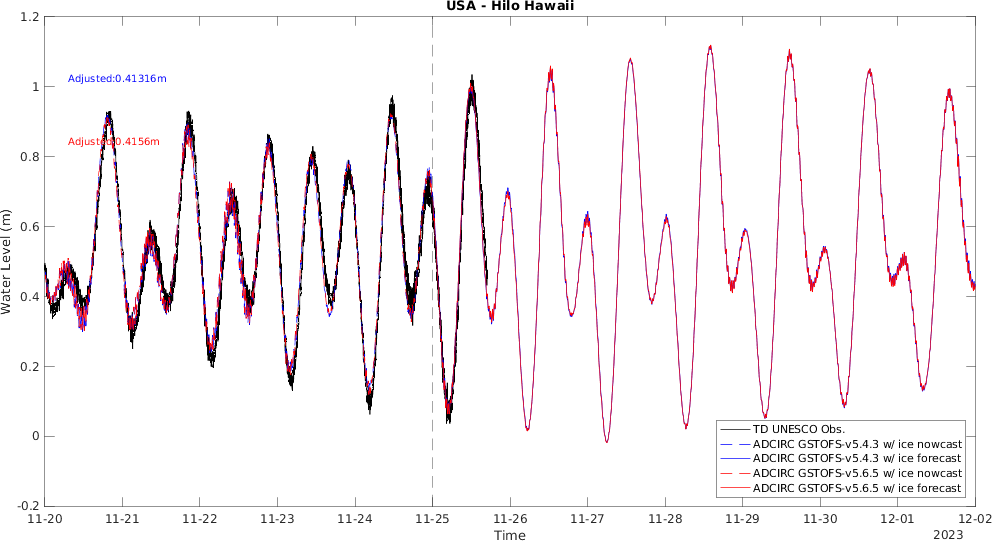 USA - Hilo Hawaii
1.2
1
0.8
0.6
0.4
0.2
0
-0.2
Water Level (m)
Adjusted:0.41316m
Adjusted:0.4156m
TD UNESCO Obs.
ADCIRC GSTOFS-v5.4.3 w/ ice nowcast
ADCIRC GSTOFS-v5.4.3 w/ ice forecast
ADCIRC GSTOFS-v5.6.5 w/ ice nowcast
ADCIRC GSTOFS-v5.6.5 w/ ice forecast
11-20 11-21 11-22 11-23 11-24 11-25 11-26 11-27 11-28 11-29 11-30 12-01 12-02
Time
2023